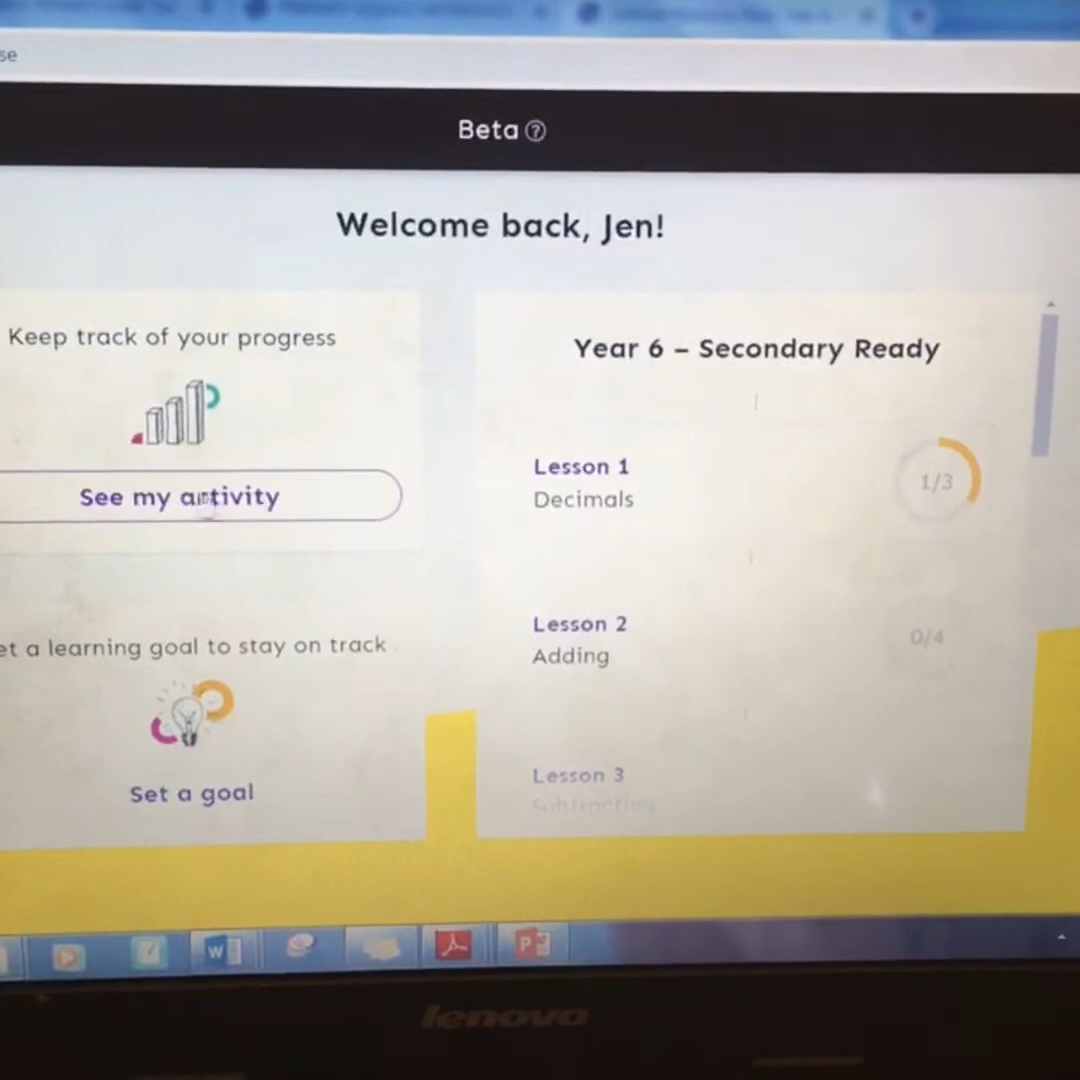 se
Beta ?
Welcome back, Jen!
Keep track of your progress
See my activity
et a learning goal to stay on track
Set a goal
Year 6 – Secondary Ready
Lesson 1
Decimals
1/3
Lesson 2
Adding
0/4
Lesson 3
Subtracting
W
P
lenovo